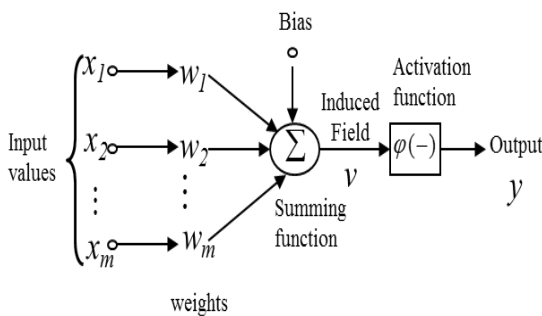 Bias
Activation
function
Induced
Field
Input
values
x1
x2
⋮
xm
w1
w2
⋮
wm
Σ
v
φ(−)
Output
y
Summing
function
weights